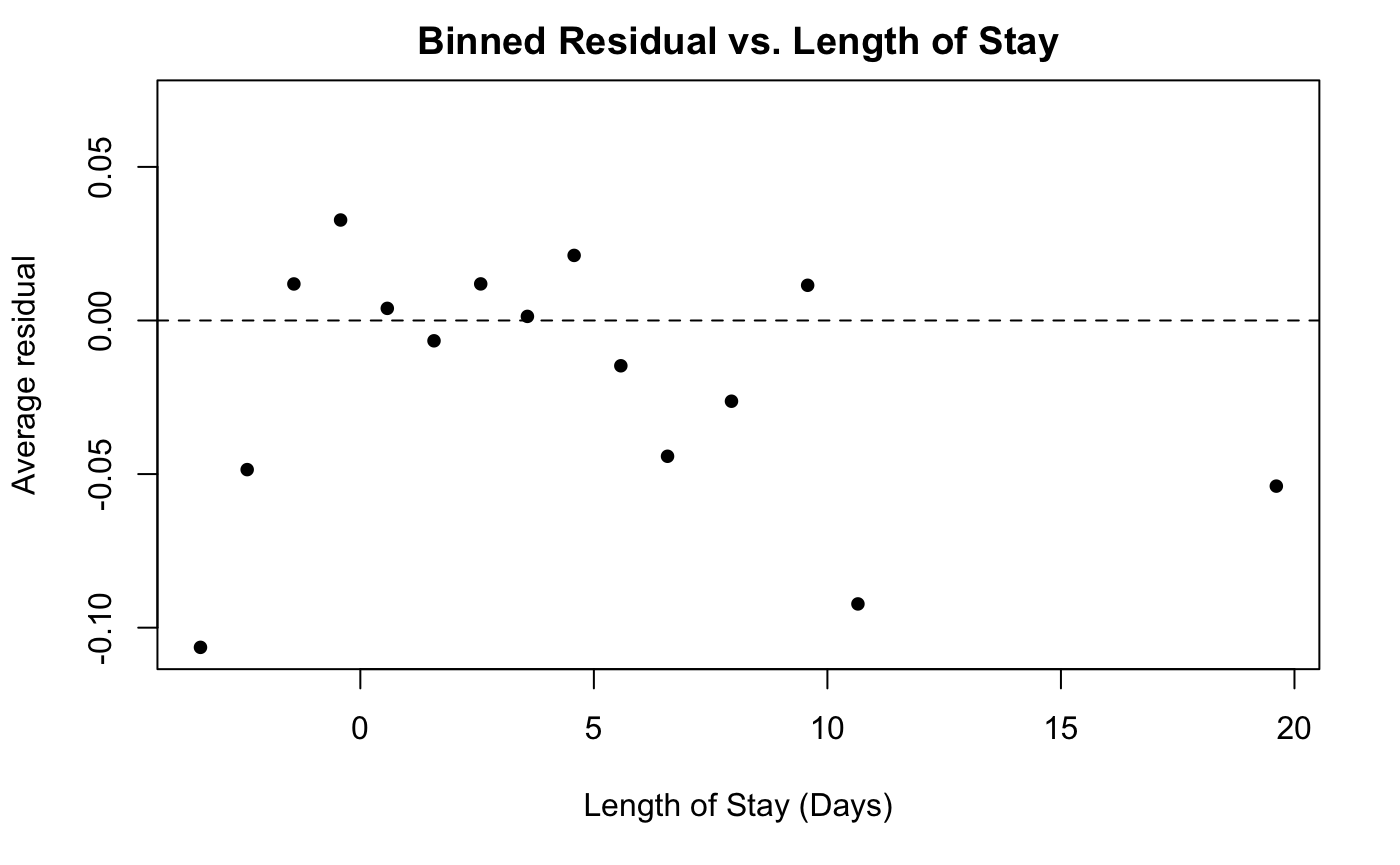 Binned Residual vs. Length of Stay
Average residual
0.05
0.00
-0.05
-0.10
0 5 10 15 20
Length of Stay (Days)